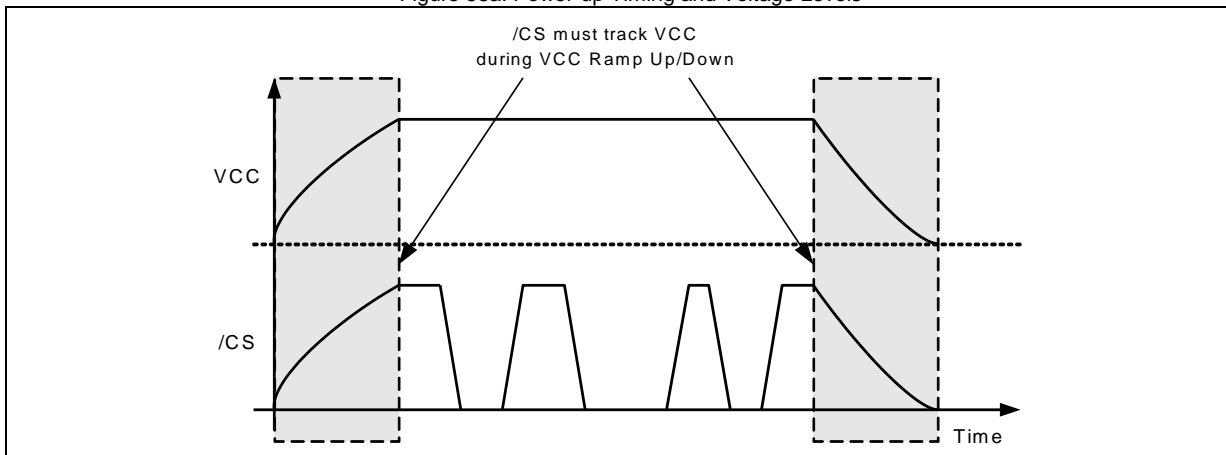 /CS must track VCC
during VCC Ramp Up/Down
VCC
/CS
Time